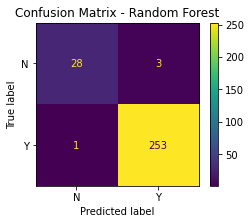 Confusion Matrix - Random Forest
250
200
150
100
50
N
28
3
Y
1
253
True label
N
Y
Predicted label